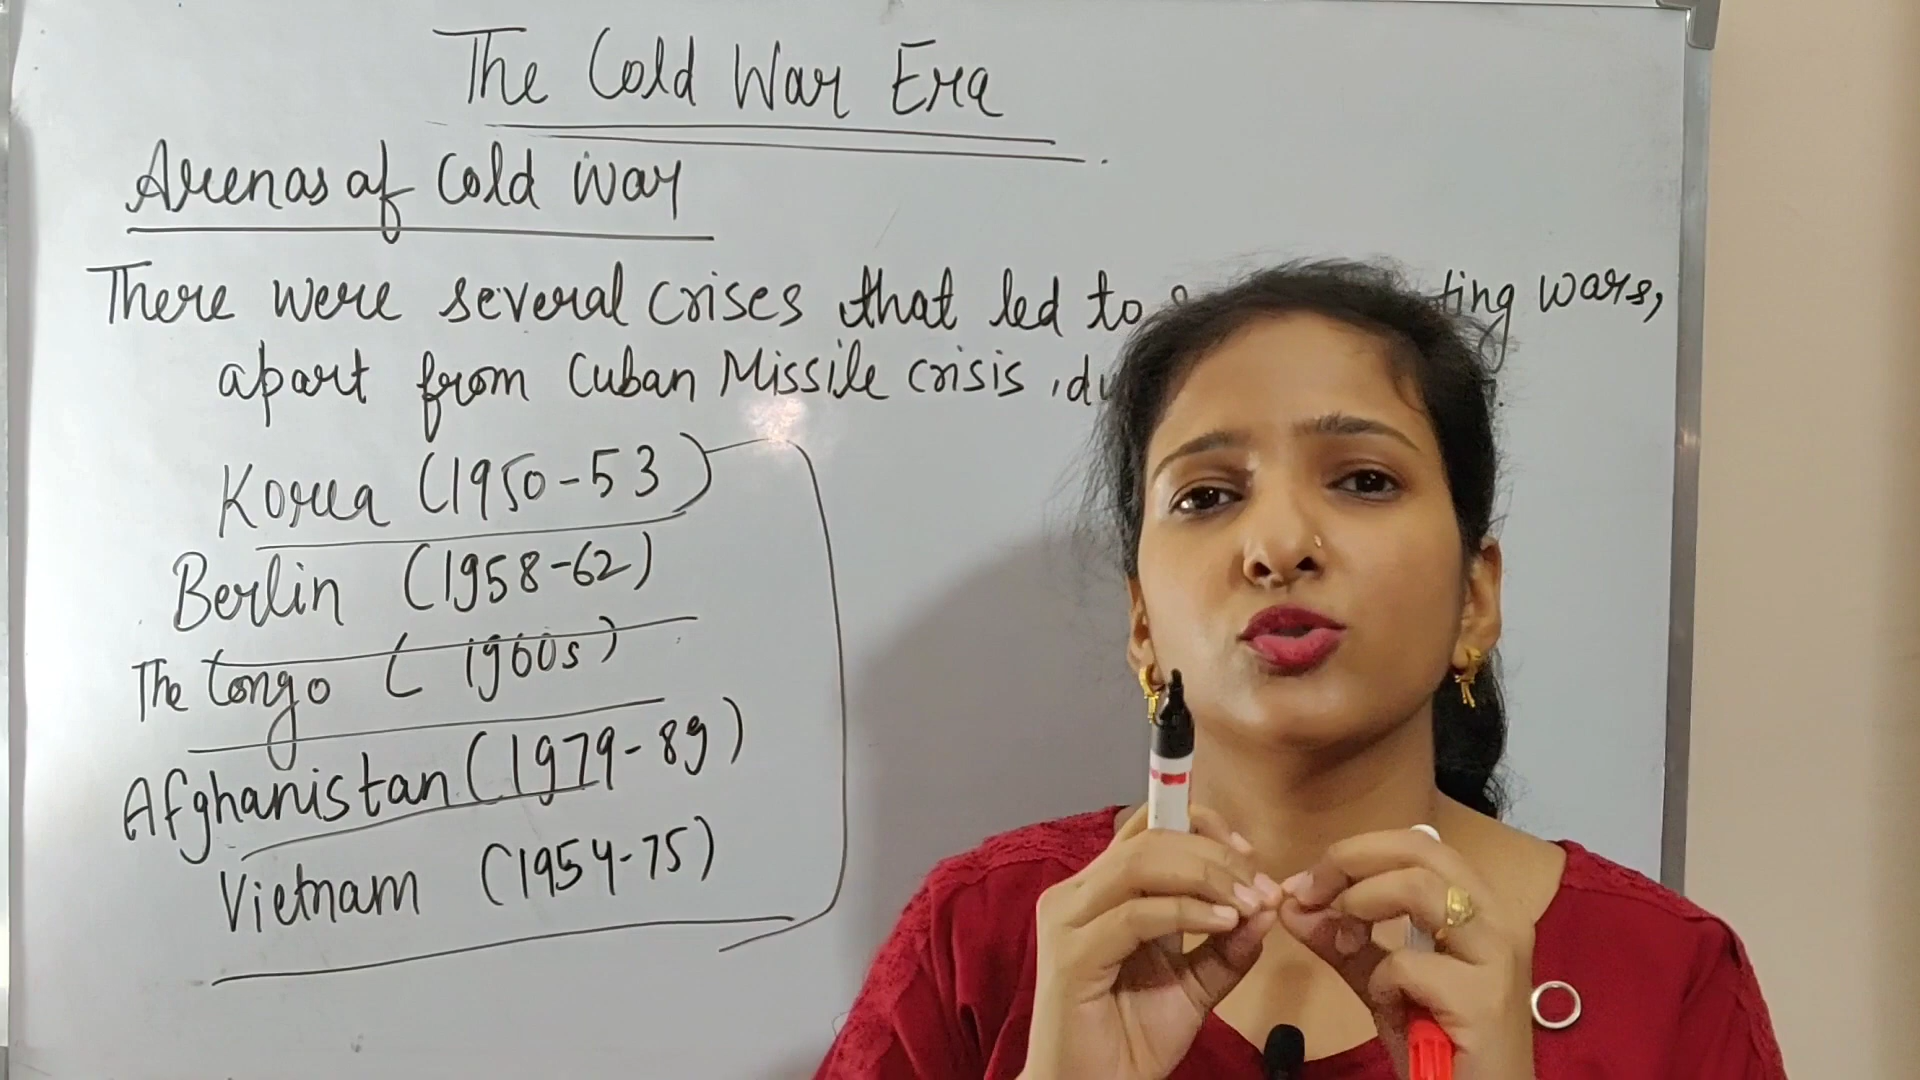 The Cold War Era
Arenas of Cold War
There were several crises that led to wars,
apart from Cuban Missile crisis,
Korea (1950-53)
Berlin (1958-62)
The Congo (1960s)
Afghanistan (1979-89)
Vietnam (1954-75)